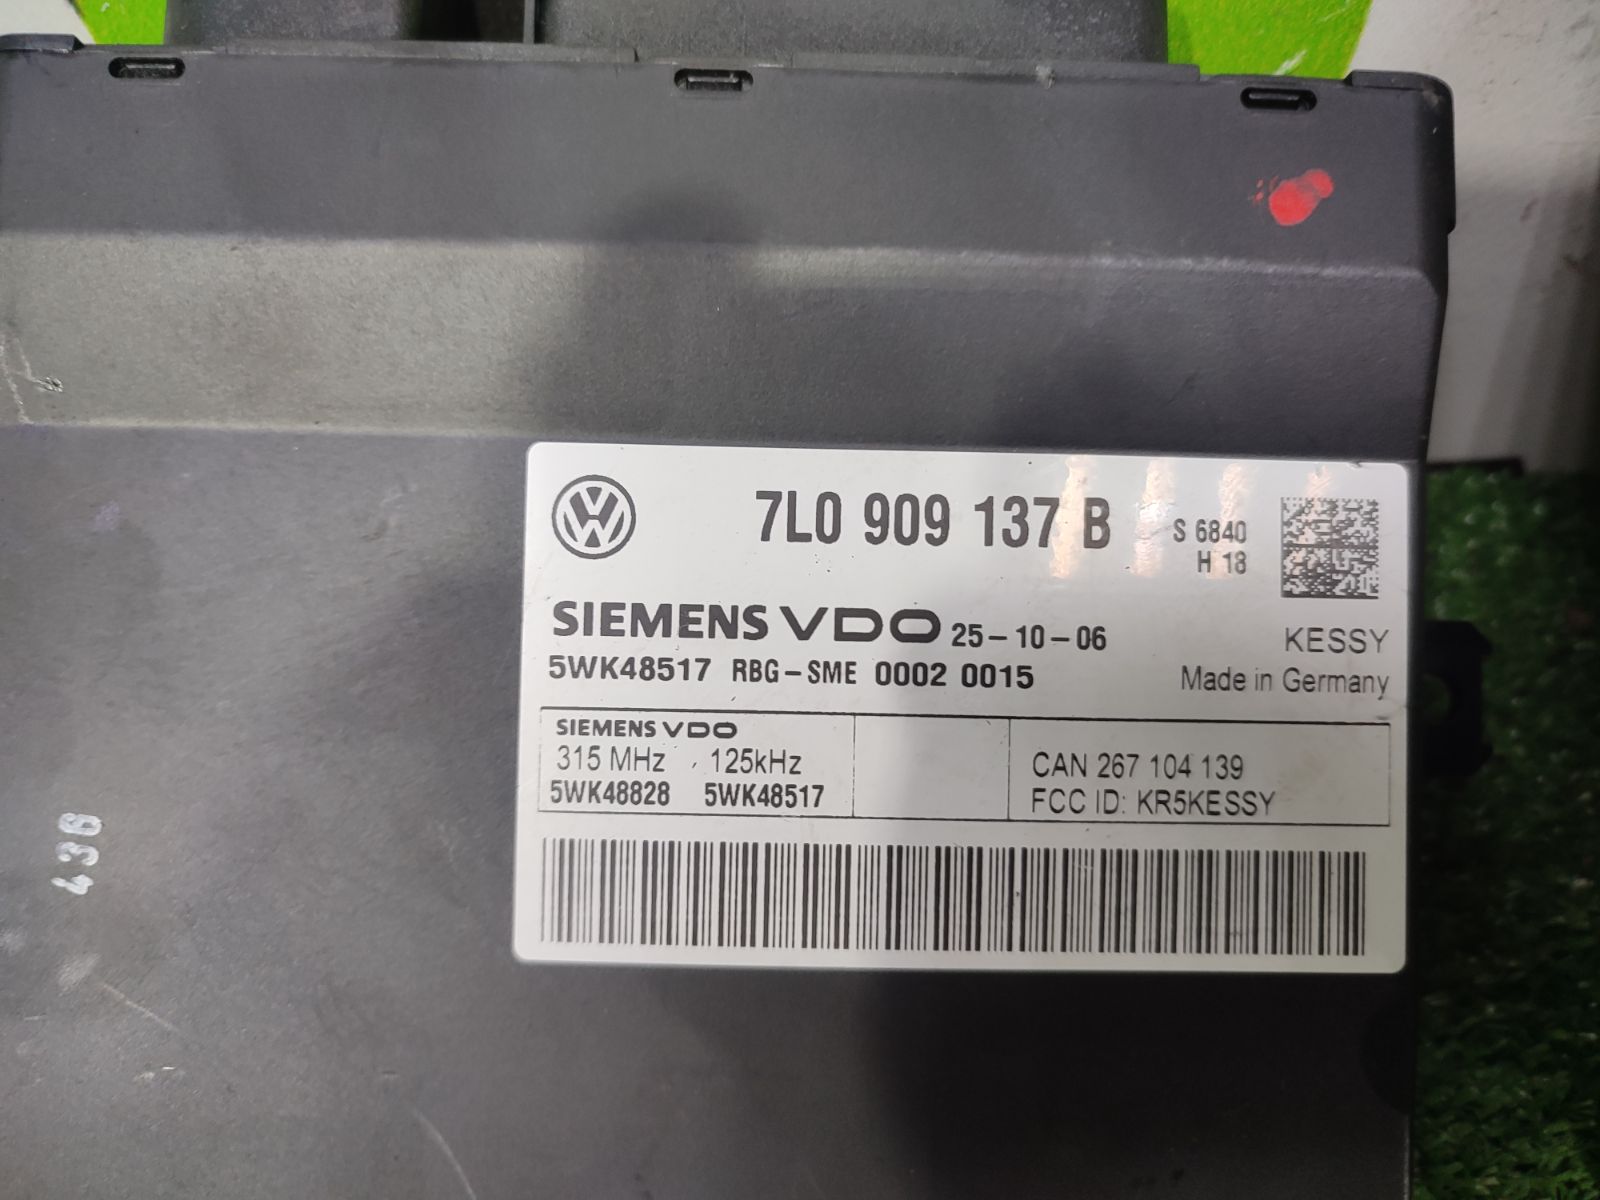 7L0 909 137 B
S 6840
H 18
SIEMENS VDO 25-10-06
KESSY
5WK48517 RBG-SME 0002 0015
Made in Germany
SIEMENS VDO
315 MHz 125kHz
5WK48828 5WK48517
CAN 267 104 139
FCC ID: KR5KESSY
436